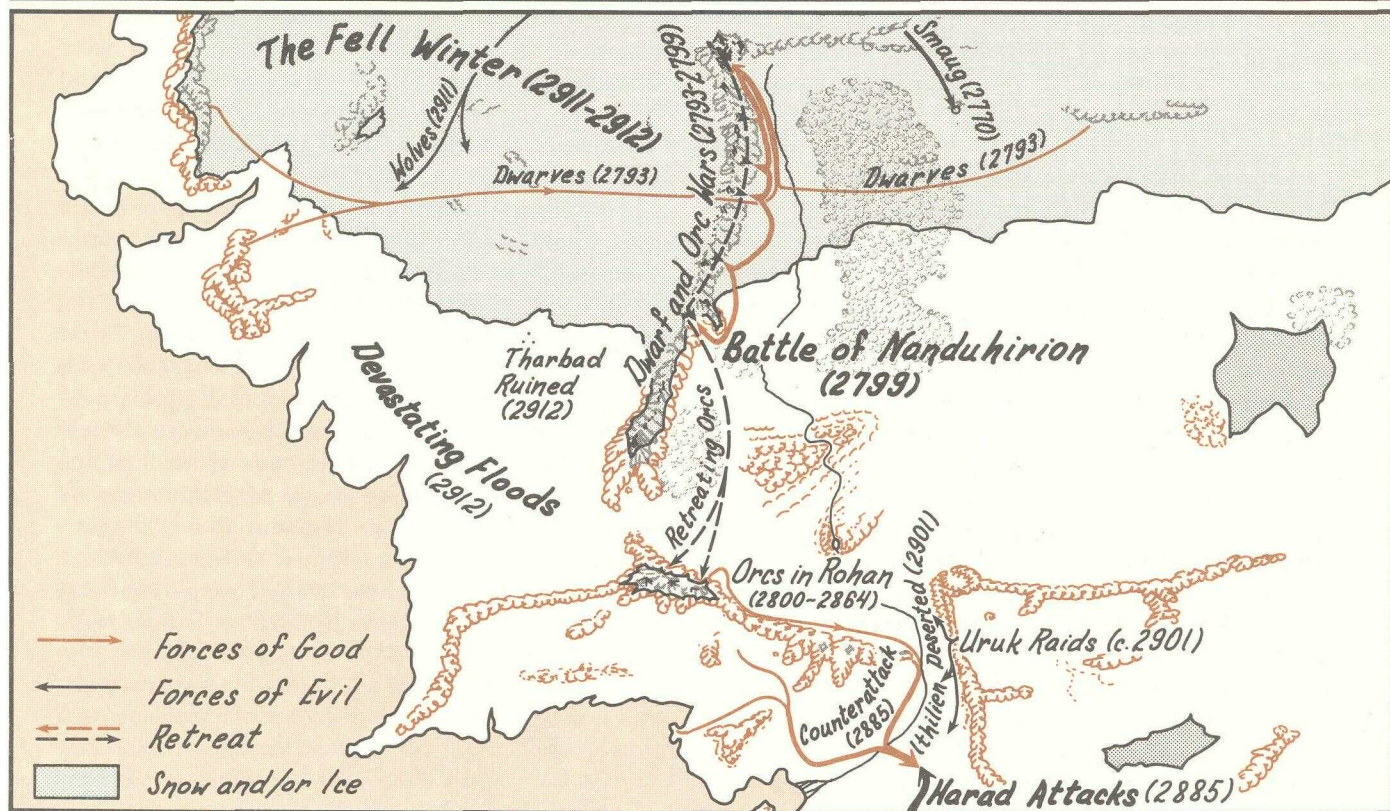 The Fell Winter (2911-2912)
Wolves (2911)
Dwarves (2793)
Dwarf and Orc Wars (2793-2799)
Smaug (2770)
Dwarves (2793)
Battle of Nanduhirion
(2799)
Tharbad
Ruined
(2912)
Devastating Floods
(2912)
Retreating Orcs
Orcs in Rohan
(2800-2864)
Ithilien Deserted (2901)
Uruk Raids (c.2901)
Counterattack
(2885)
Harad Attacks (2885)
Forces of Good
Forces of Evil
Retreat
Snow and/or Ice